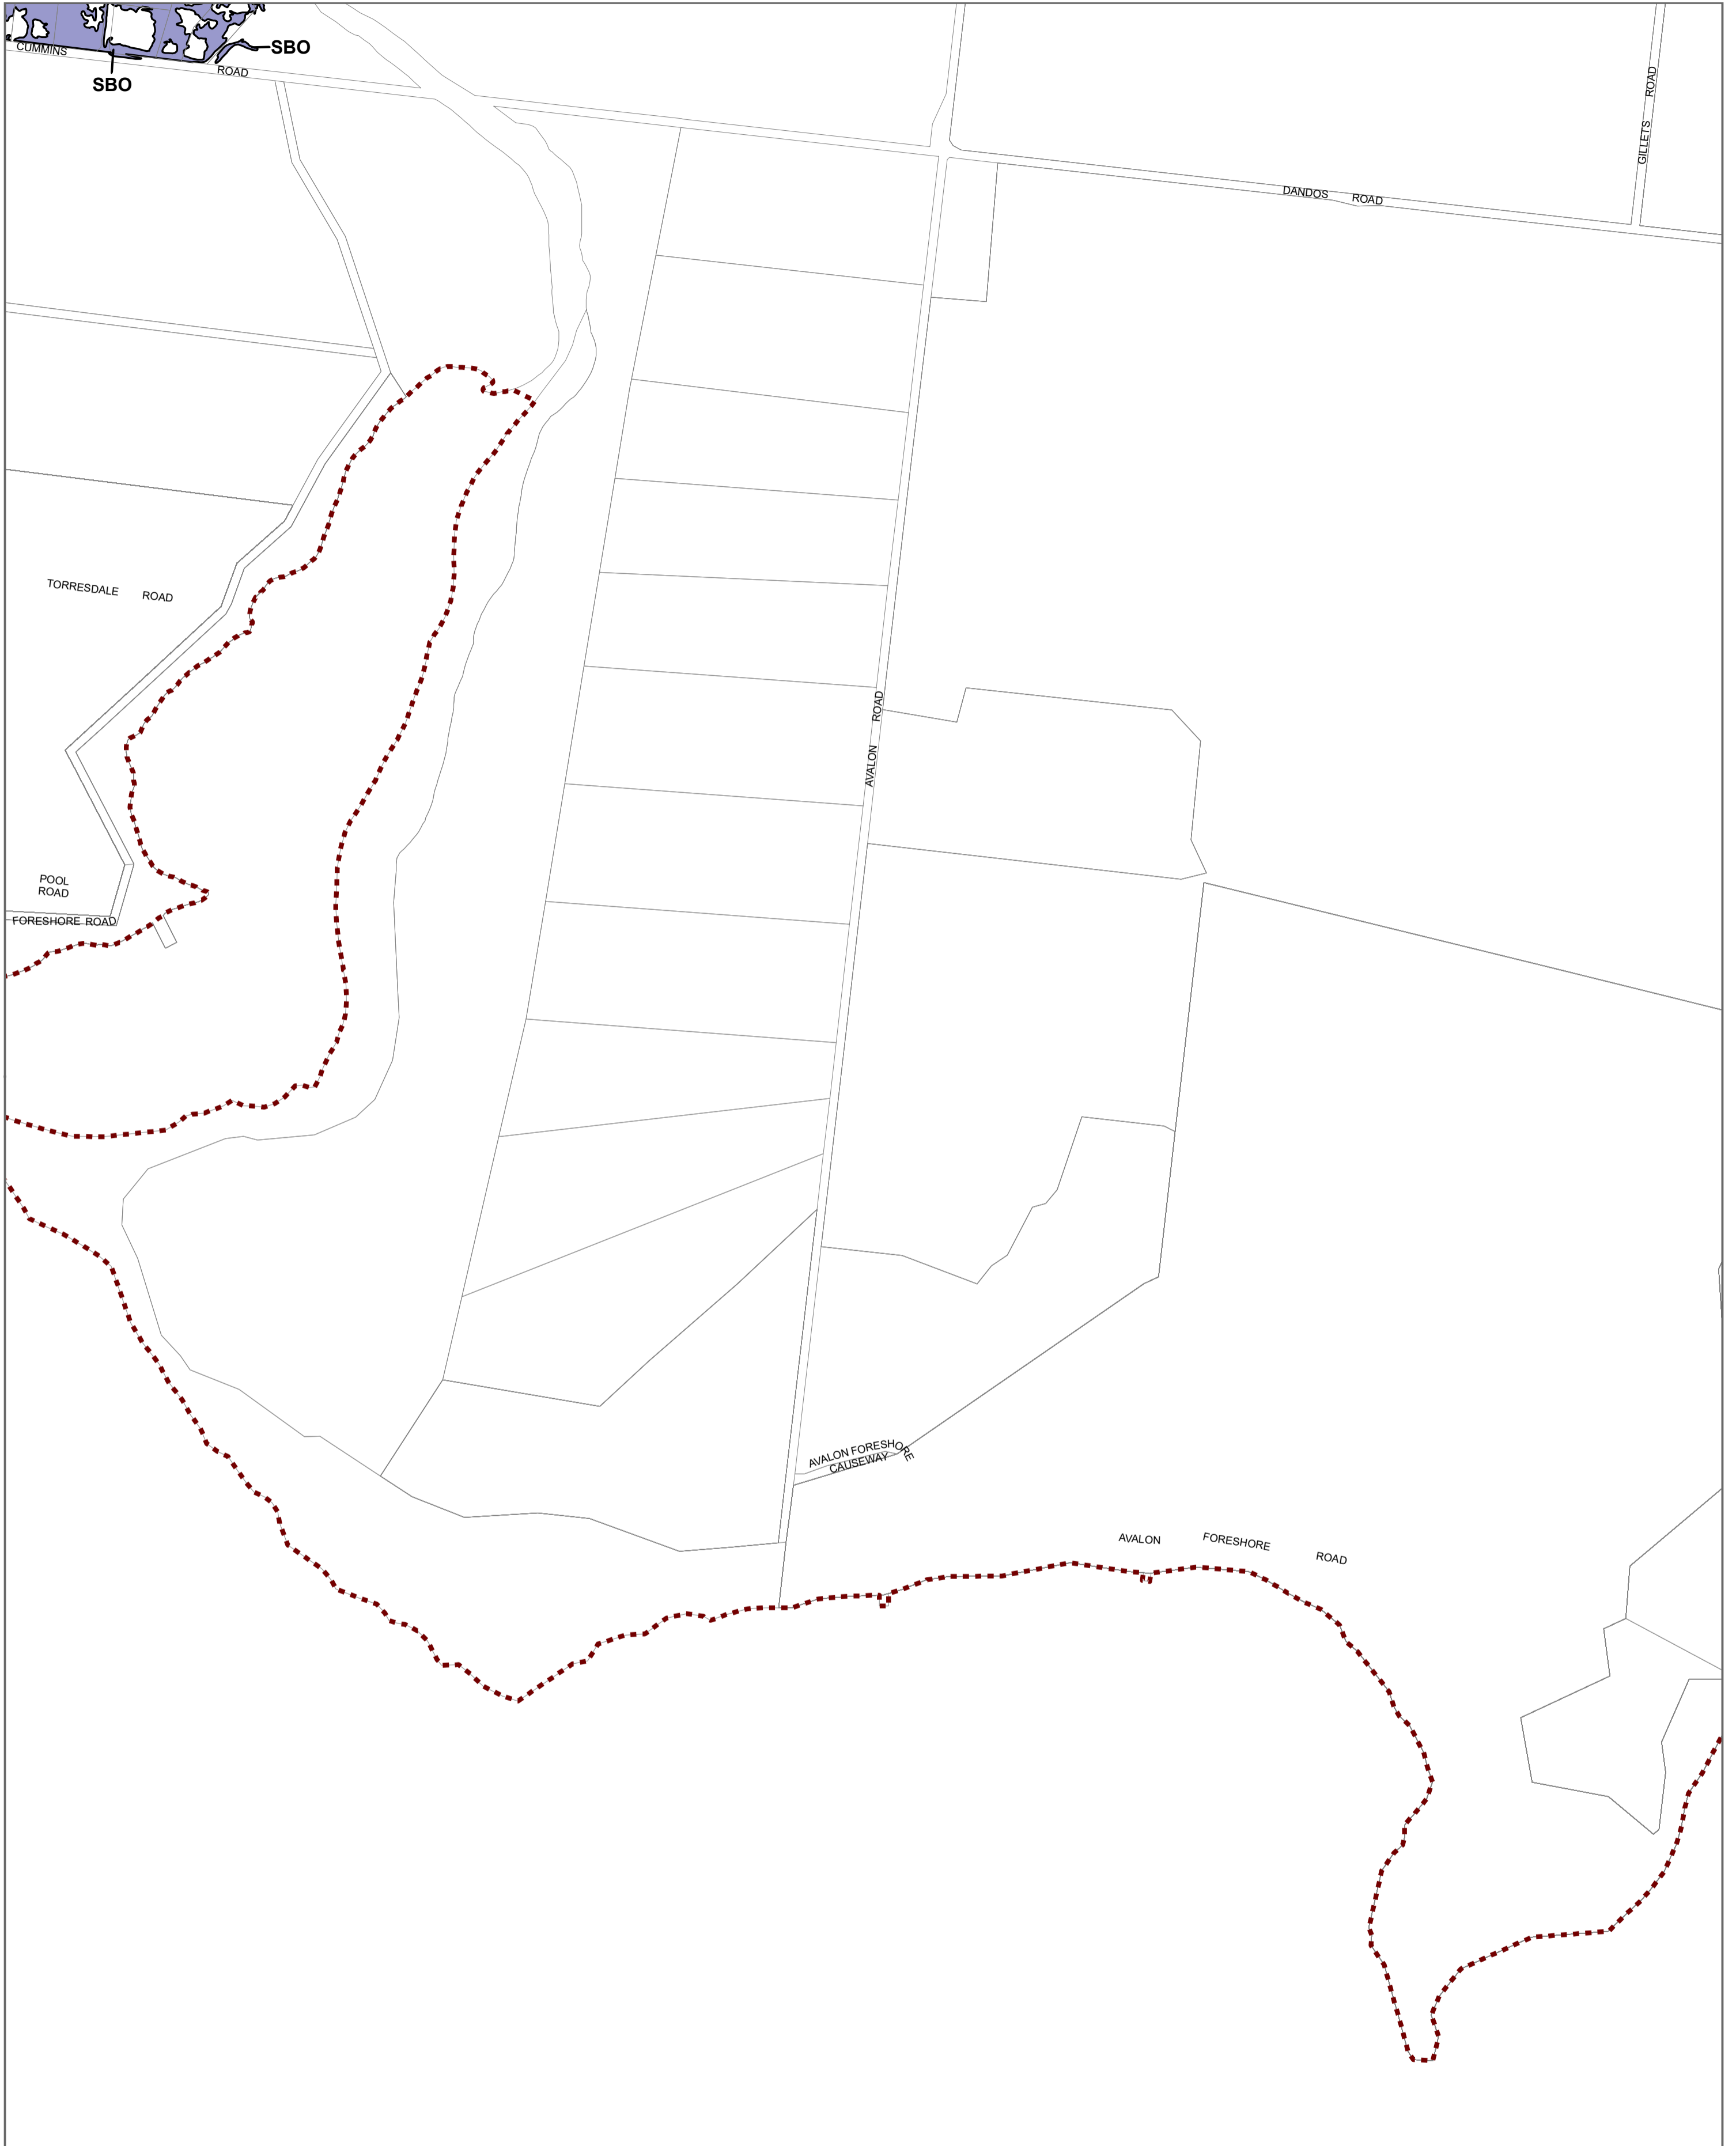 CUMMINS ROAD
SBO
SBO
GILLETS ROAD
DANDOS ROAD
TORRESDALE ROAD
AVALON ROAD
POOL
ROAD
FORESHORE ROAD
AVALON FORESHORE
CAUSEWAY
AVALON FORESHORE ROAD